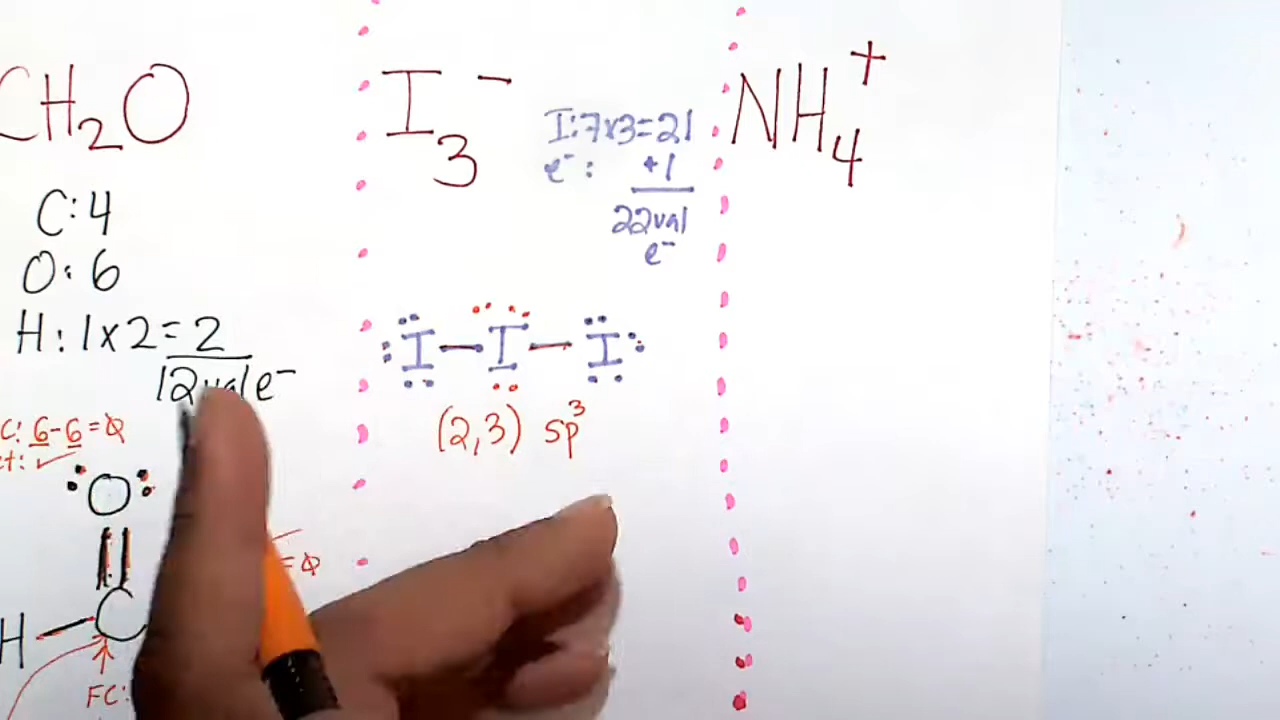 CH₂O
C:4
O:6
H:1x2=2
12val e⁻
C: 6-6=0
O
H C
FC:
=0
I₃⁻
I:7x3=21
e⁻: +1
22val
e⁻
I-I-I
(2,3) sp³
NH₄⁺